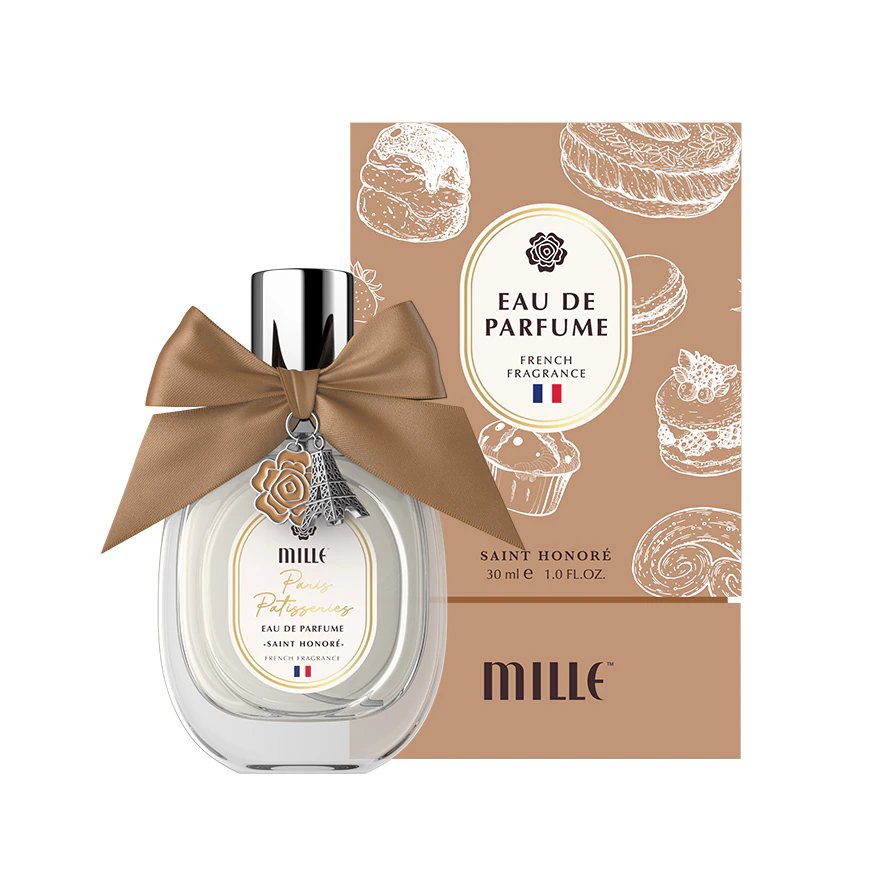 EAU DE
PARFUME
FRENCH
FRAGRANCE
SAINT HONORÉ
30 ml e 1.0 FL.OZ.
MILLE™
MILLE
Paris
Patisseries
EAU DE PARFUME
-SAINT HONORÉ-
FRENCH FRAGRANCE